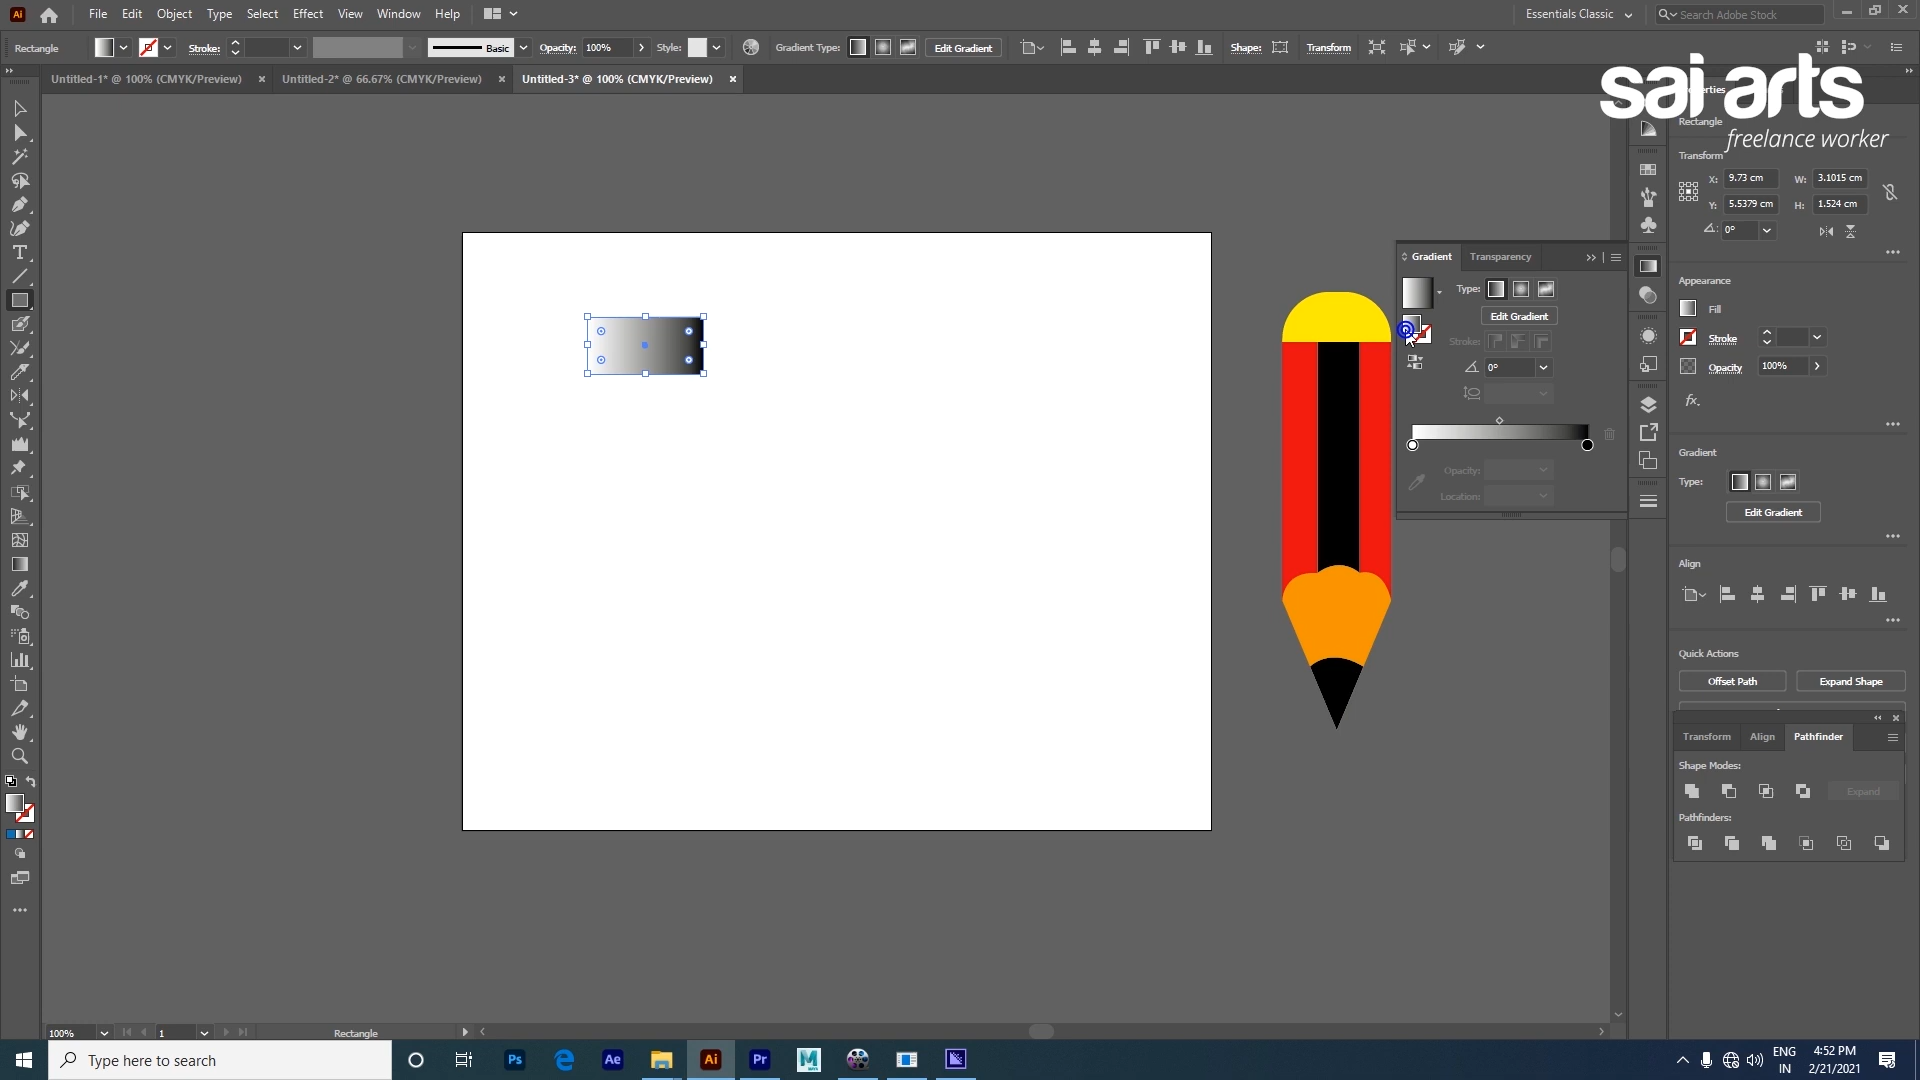 Ai File Edit Object Type Select Effect View Window Help Essentials Classic Search Adobe Stock
Rectangle Stroke: Basic Opacity: 100% Style: Gradient Type: Edit Gradient Shape: Transform
Untitled-1* @ 100% (CMYK/Preview) Untitled-2* @ 66.67% (CMYK/Preview) Untitled-3* @ 100% (CMYK/Preview)
sai arts
freelance worker
Rectangle
Transform
X: 9.73 cm W: 3.1015 cm
Y: 5.5379 cm H: 1.524 cm
0°
Gradient Transparency
Type:
Edit Gradient
Stroke:
0°
Opacity:
Location:
Appearance
Fill
Stroke
Opacity 100%
fx.
Gradient
Type:
Edit Gradient
Align
Quick Actions
Offset Path Expand Shape
Transform Align Pathfinder
Shape Modes:
Expand
Pathfinders:
100% 1 Rectangle
Type here to search Ps Ae Ai Pr M ENG
IN 4:52 PM
2/21/2021